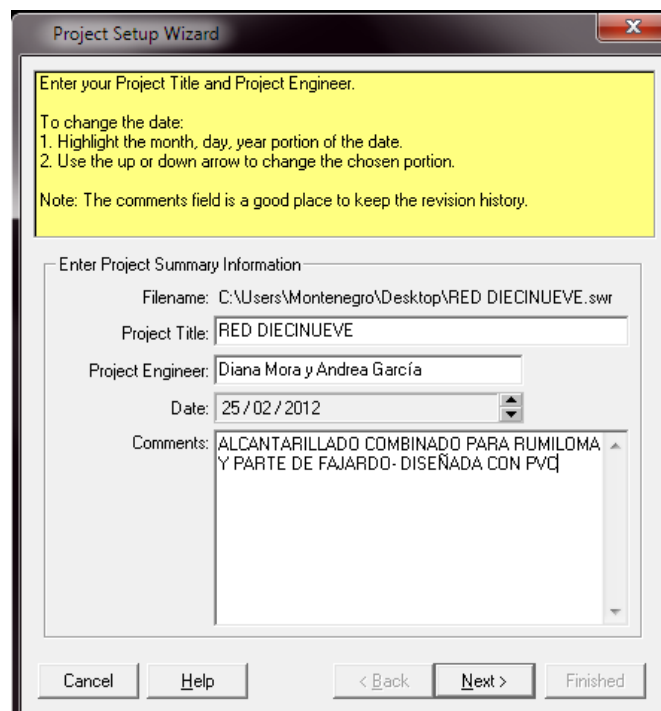 Project Setup Wizard
Enter your Project Title and Project Engineer.
To change the date:
1. Highlight the month, day, year portion of the date.
2. Use the up or down arrow to change the chosen portion.
Note: The comments field is a good place to keep the revision history.
Enter Project Summary Information
Filename: C:\Users\Montenegro\Desktop\RED DIECINUEVE.swr
Project Title: RED DIECINUEVE
Project Engineer: Diana Mora y Andrea García
Date: 25/02/2012
Comments: ALCANTARILLADO COMBINADO PARA RUMILOMA
Y PARTE DE FAJARDO- DISEÑADA CON PVC
Cancel Help < Back Next > Finished